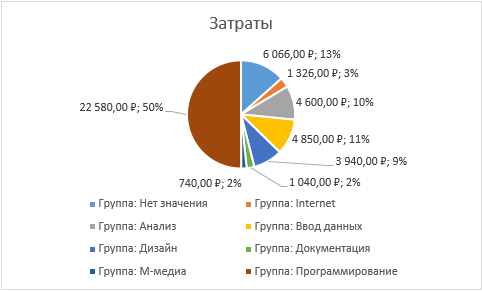 Затраты
6 066,00 ₽; 13%
1 326,00 ₽; 3%
4 600,00 ₽; 10%
22 580,00 ₽; 50%
4 850,00 ₽; 11%
3 940,00 ₽; 9%
740,00 ₽; 2%
1 040,00 ₽; 2%
Группа: Нет значения
Группа: Internet
Группа: Анализ
Группа: Ввод данных
Группа: Дизайн
Группа: Документация
Группа: М-медиа
Группа: Программирование